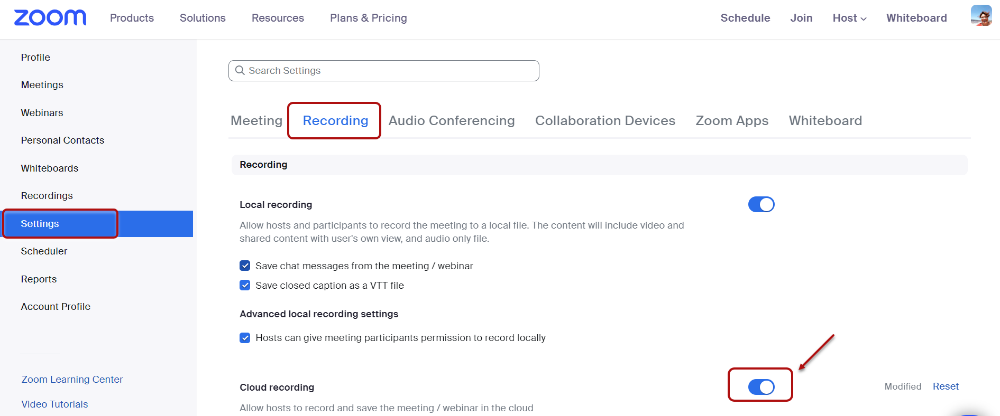 zoom Products Solutions Resources Plans & Pricing Schedule Join Host Whiteboard
Profile
Meetings
Webinars
Personal Contacts
Whiteboards
Recordings
Settings
Scheduler
Reports
Account Profile
Zoom Learning Center
Video Tutorials
Search Settings
Meeting Recording Audio Conferencing Collaboration Devices Zoom Apps Whiteboard
Recording
Local recording
Allow hosts and participants to record the meeting to a local file. The content will include video and
shared content with user's own view, and audio only file.
Save chat messages from the meeting / webinar
Save closed caption as a VTT file
Advanced local recording settings
Hosts can give meeting participants permission to record locally
Cloud recording Modified Reset
Allow hosts to record and save the meeting / webinar in the cloud